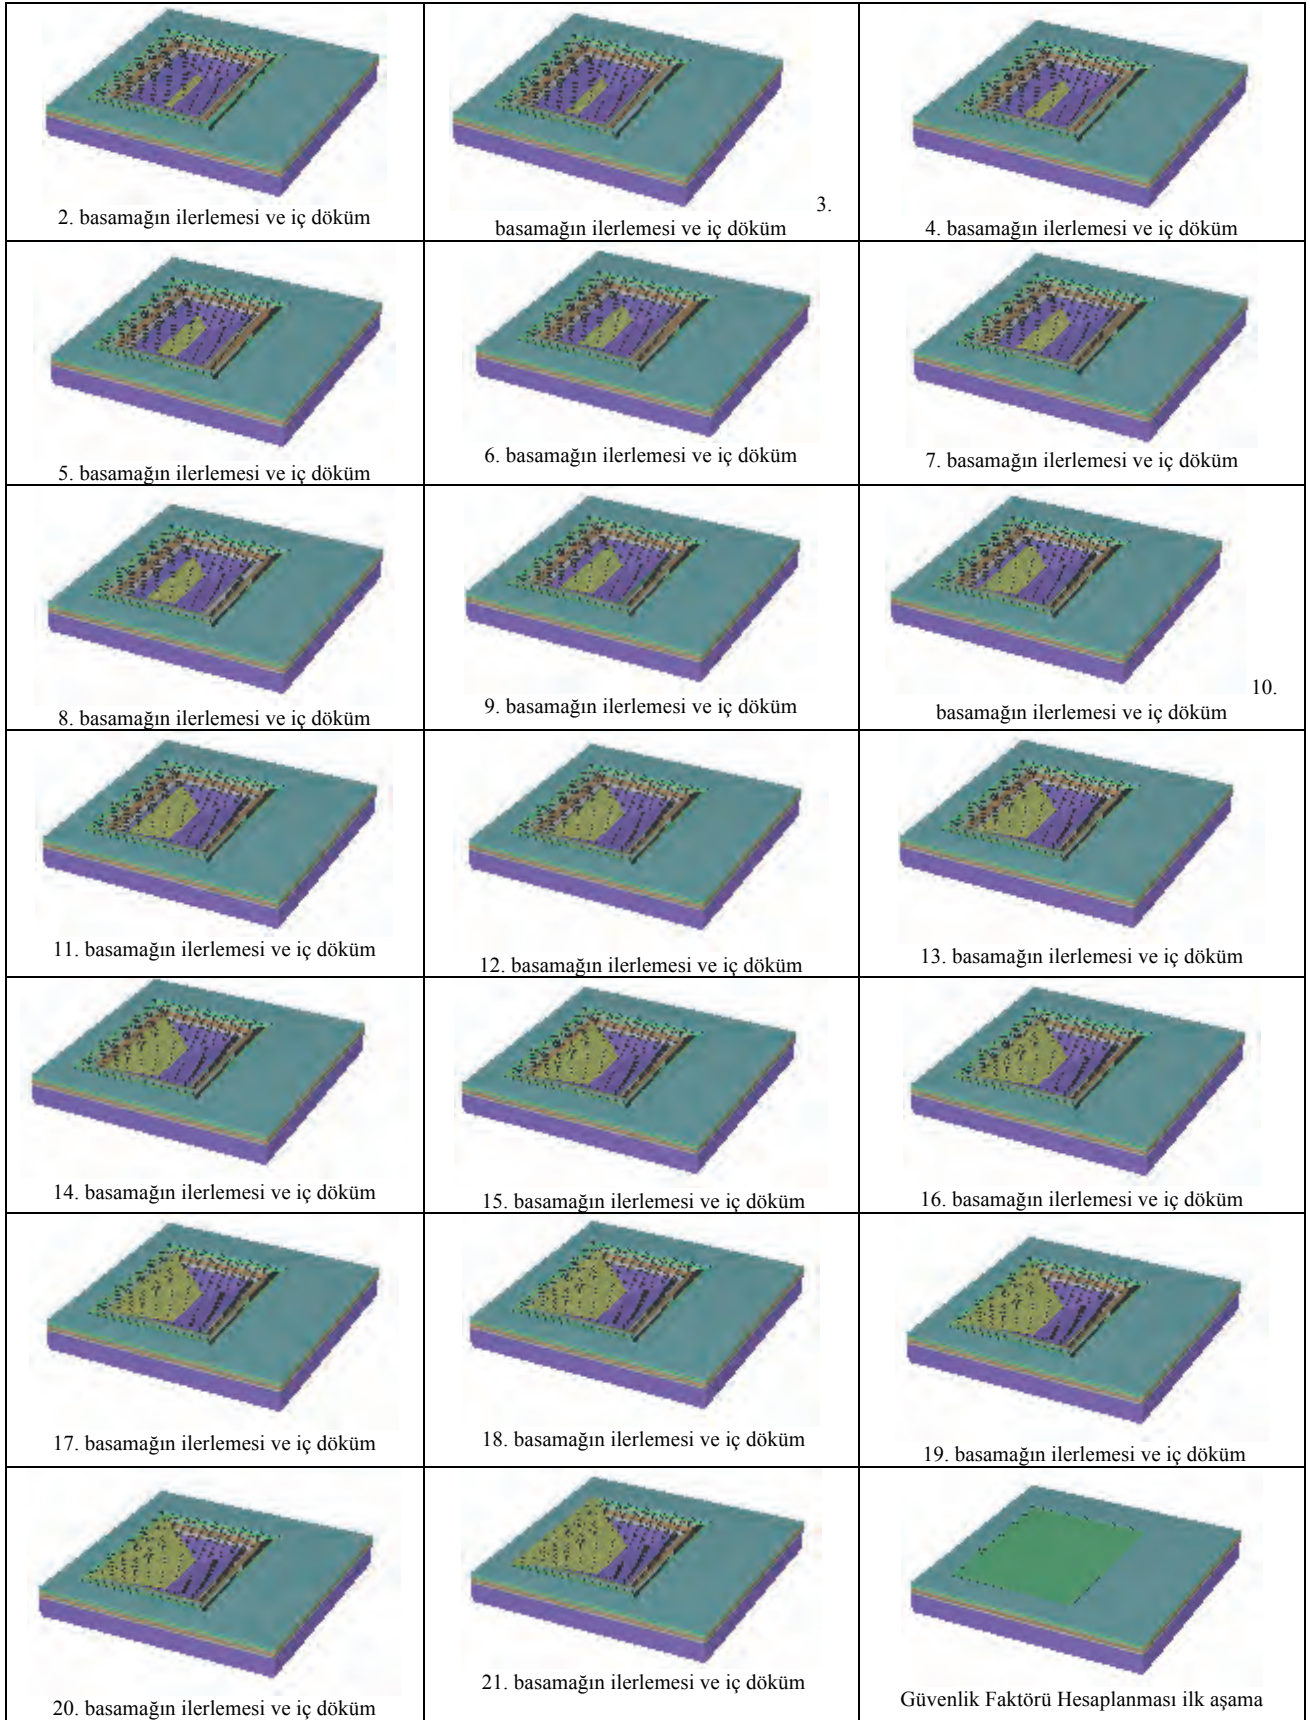 2. basamağın ilerlemesi ve iç döküm
3.
basamağın ilerlemesi ve iç döküm
4. basamağın ilerlemesi ve iç döküm
5. basamağın ilerlemesi ve iç döküm
6. basamağın ilerlemesi ve iç döküm
7. basamağın ilerlemesi ve iç döküm
8. basamağın ilerlemesi ve iç döküm
9. basamağın ilerlemesi ve iç döküm
10.
basamağın ilerlemesi ve iç döküm
11. basamağın ilerlemesi ve iç döküm
12. basamağın ilerlemesi ve iç döküm
13. basamağın ilerlemesi ve iç döküm
14. basamağın ilerlemesi ve iç döküm
15. basamağın ilerlemesi ve iç döküm
16. basamağın ilerlemesi ve iç döküm
17. basamağın ilerlemesi ve iç döküm
18. basamağın ilerlemesi ve iç döküm
19. basamağın ilerlemesi ve iç döküm
20. basamağın ilerlemesi ve iç döküm
21. basamağın ilerlemesi ve iç döküm
Güvenlik Faktörü Hesaplanması ilk aşama